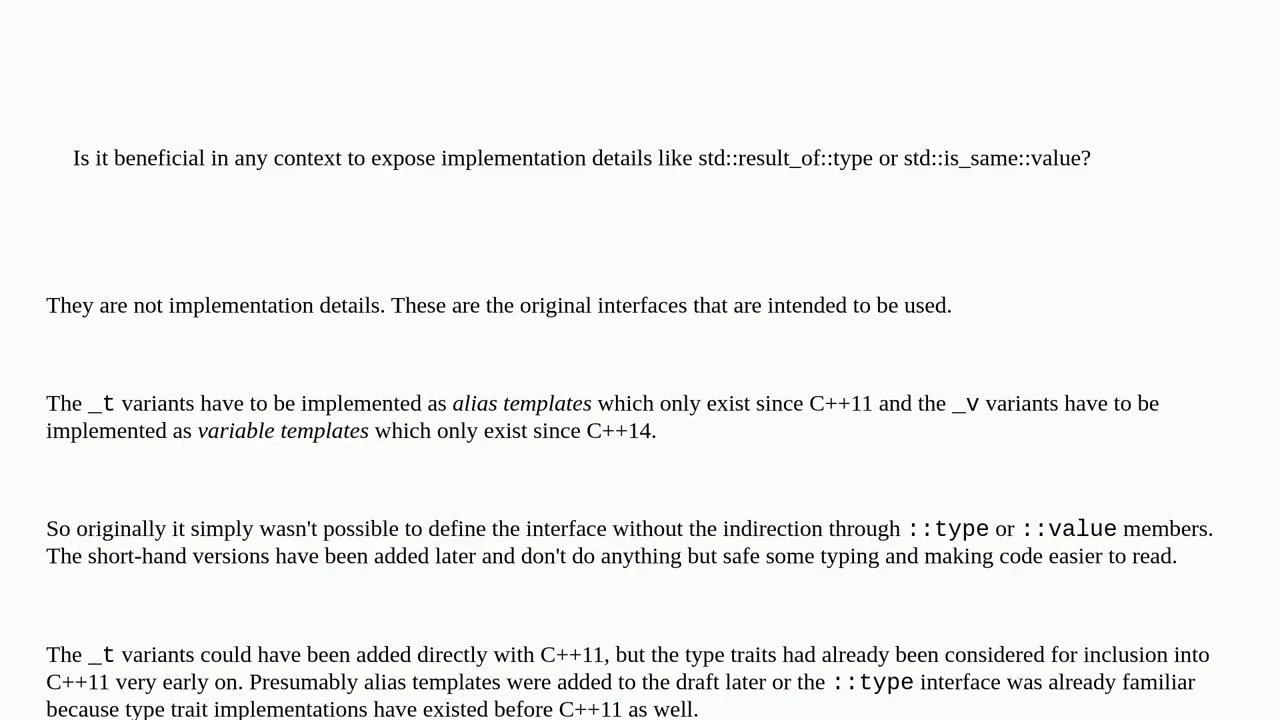 Is it beneficial in any context to expose implementation details like std::result_of::type or std::is_same::value?
They are not implementation details. These are the original interfaces that are intended to be used.
The _t variants have to be implemented as alias templates which only exist since C++11 and the _v variants have to be
implemented as variable templates which only exist since C++14.
So originally it simply wasn't possible to define the interface without the indirection through ::type or ::value members.
The short-hand versions have been added later and don't do anything but safe some typing and making code easier to read.
The _t variants could have been added directly with C++11, but the type traits had already been considered for inclusion into
C++11 very early on. Presumably alias templates were added to the draft later or the ::type interface was already familiar
because type trait implementations have existed before C++11 as well.